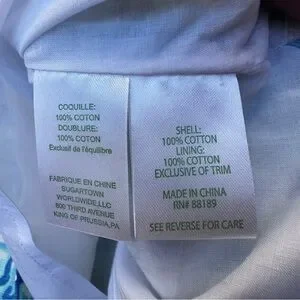 COQUILLE:
100% COTON
DOUBLURE:
100% COTON
Exclusif de l'équilibre
FABRIQUE EN CHINE
SUGARTOWN
WORLDWIDE,LLC
800 THIRD AVENUE
KING OF PRUSSIA,PA
SHELL:
100% COTTON
LINING:
100% COTTON
EXCLUSIVE OF TRIM
MADE IN CHINA
RN# 88189
SEE REVERSE FOR CARE